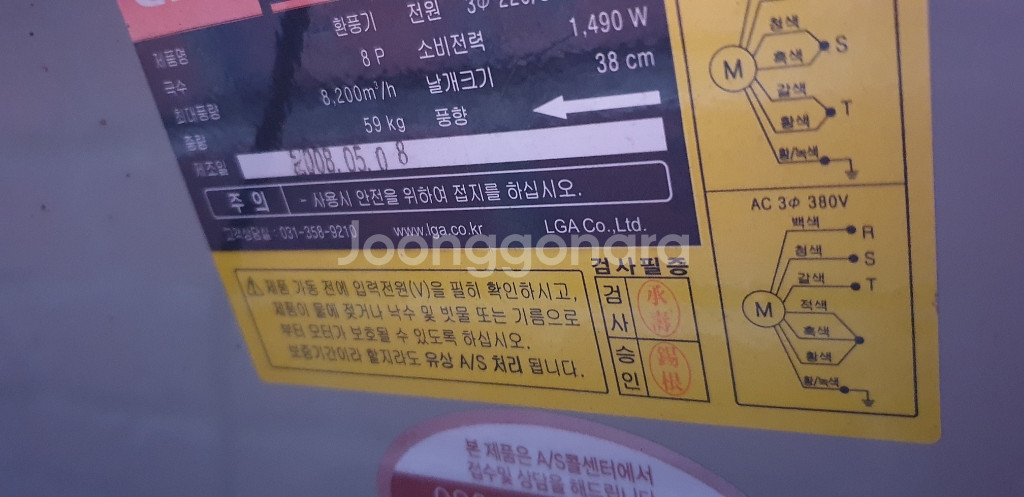 제품명 환풍기 전원 3Φ 220/
극수 8 P 소비전력 1,490 W
최대풍량 8,200m³/h 날개크기 38 cm
중량 59 kg 풍향
제조일 2008.05.08
주 의 - 사용시 안전을 위하여 접지를 하십시오.
고객상담실 : 031-358-9210 www.lga.co.kr LGA Co.,Ltd.
Joonggonara
⚠ 제품 가동 전에 입력전원(V)을 필히 확인하시고,
제품이 물에 젖거나 낙수 및 빗물 또는 기름으로
부터 모터가 보호될 수 있도록 하십시오.
보증기간이라 할지라도 유상 A/S 처리 됩니다.
검사필증
검사
승인
청색
흑색 S
갈색
황색 T
황/녹색
M
AC 3Φ 380V
백색 R
청색 S
갈색 T
적색
흑색
황색
황/녹색
M
본 제품은 A/S콜센터에서
접수및 상담을 해드립니다